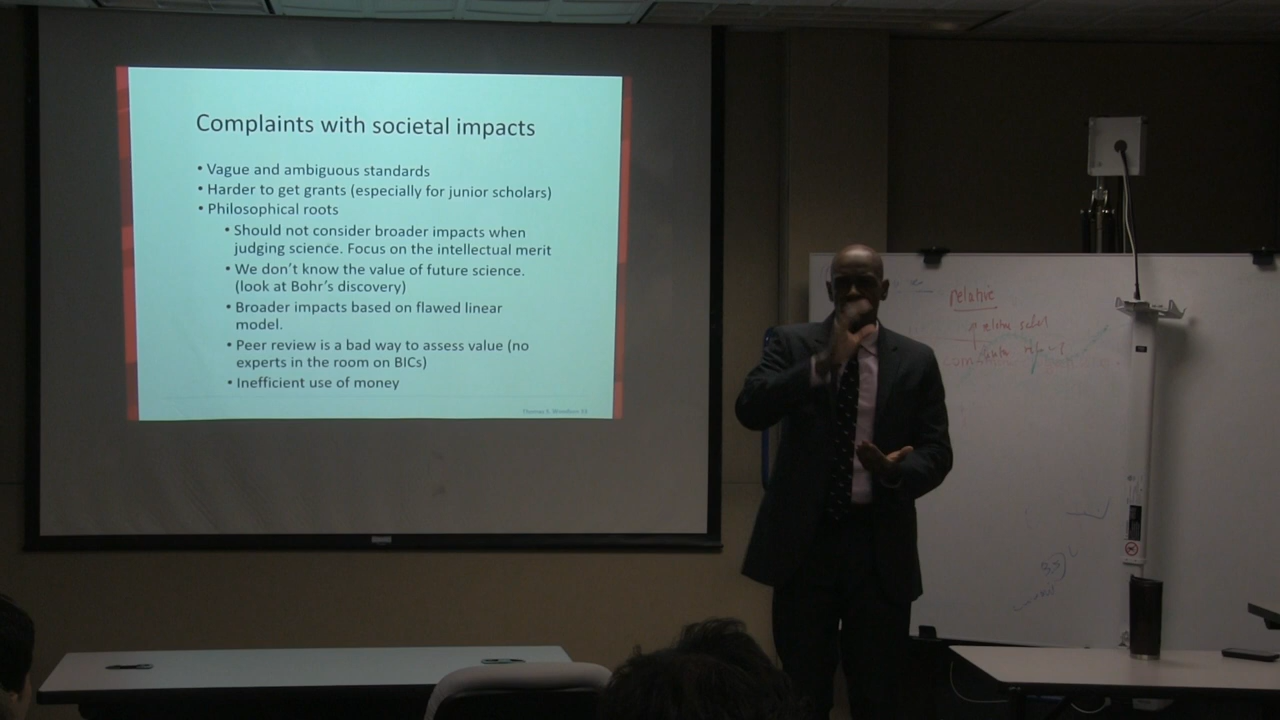 Complaints with societal impacts
• Vague and ambiguous standards
• Harder to get grants (especially for junior scholars)
• Philosophical roots
• Should not consider broader impacts when
judging science. Focus on the intellectual merit
• We don't know the value of future science.
(look at Bohr's discovery)
• Broader impacts based on flawed linear
model.
• Peer review is a bad way to assess value (no
experts in the room on BICs)
• Inefficient use of money
Thomas S. Woodson
relative